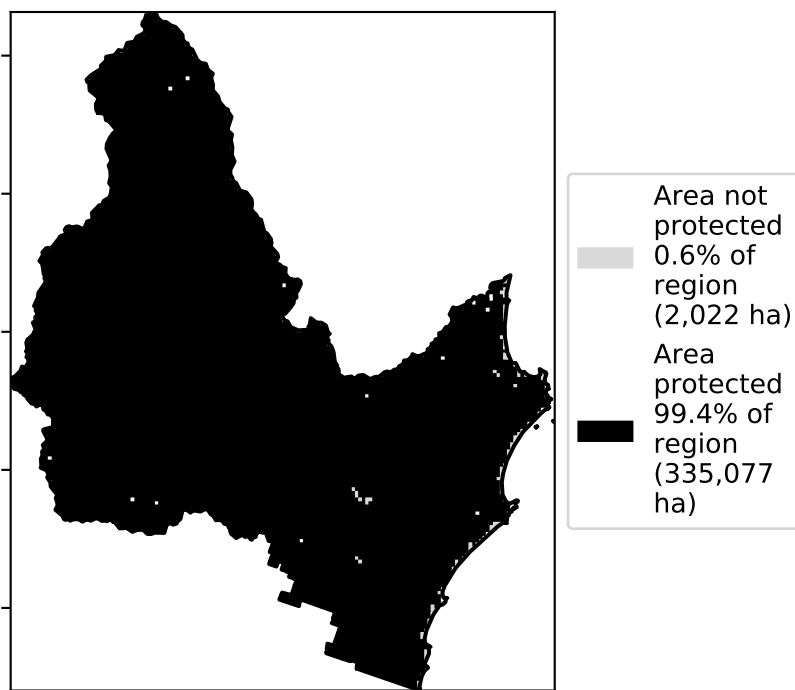 Area not
protected
0.6% of
region
(2,022 ha)
Area
protected
99.4% of
region
(335,077
ha)